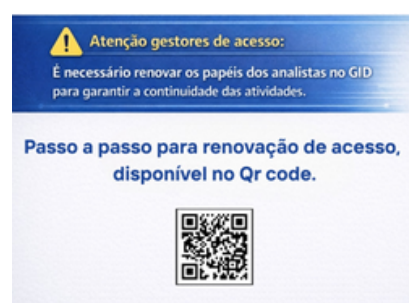 Atenção gestores de acesso:
É necessário renovar os papéis dos analistas no GID
para garantir a continuidade das atividades.
Passo a passo para renovação de acesso,
disponível no Qr code.